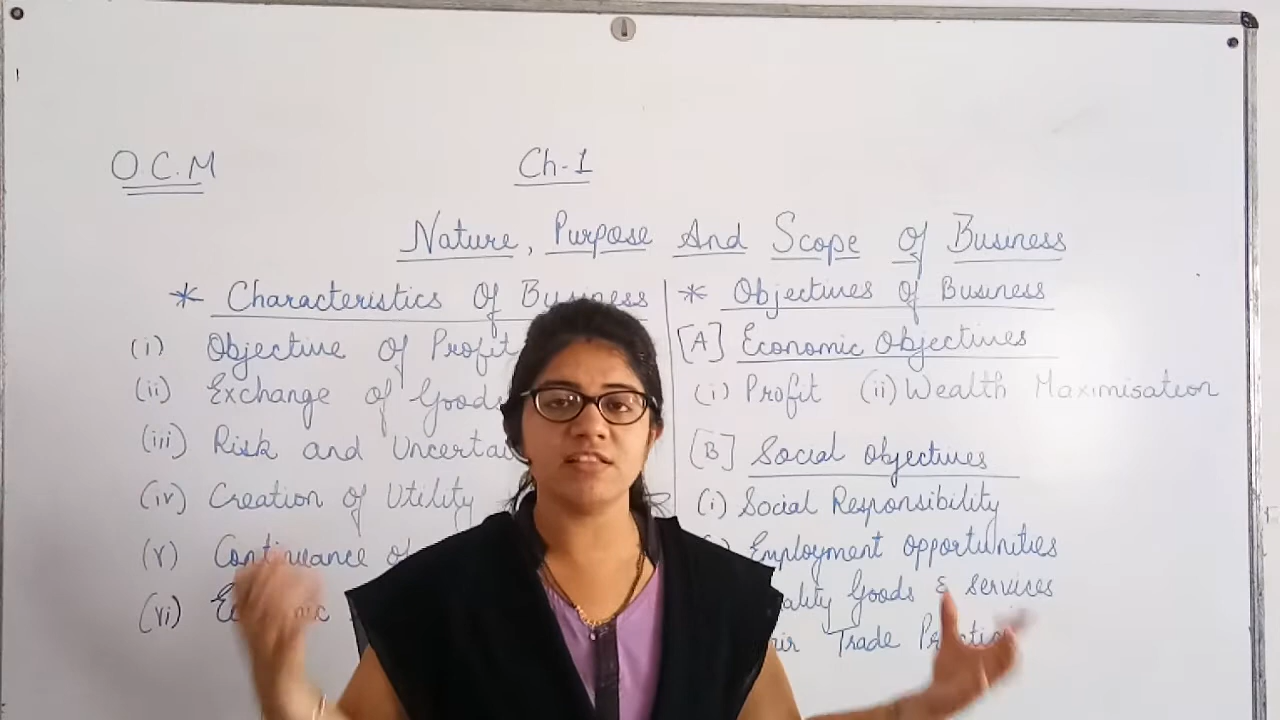 O.C.M
Ch-1
Nature, Purpose And Scope Of Business
* Characteristics Of Business
(i) Objective Of Profit
(ii) Exchange of Goods
(iii) Risk and
(iv) Creation of Utility
(v) Continuance of
(vi)
* Objectives Of Business
[A] Economic Objectives
(i) Profit (ii) Wealth Maximisation
[B] Social Objectives
(i) Social Responsibility
Employment opportunities
Goods & Services
Trade